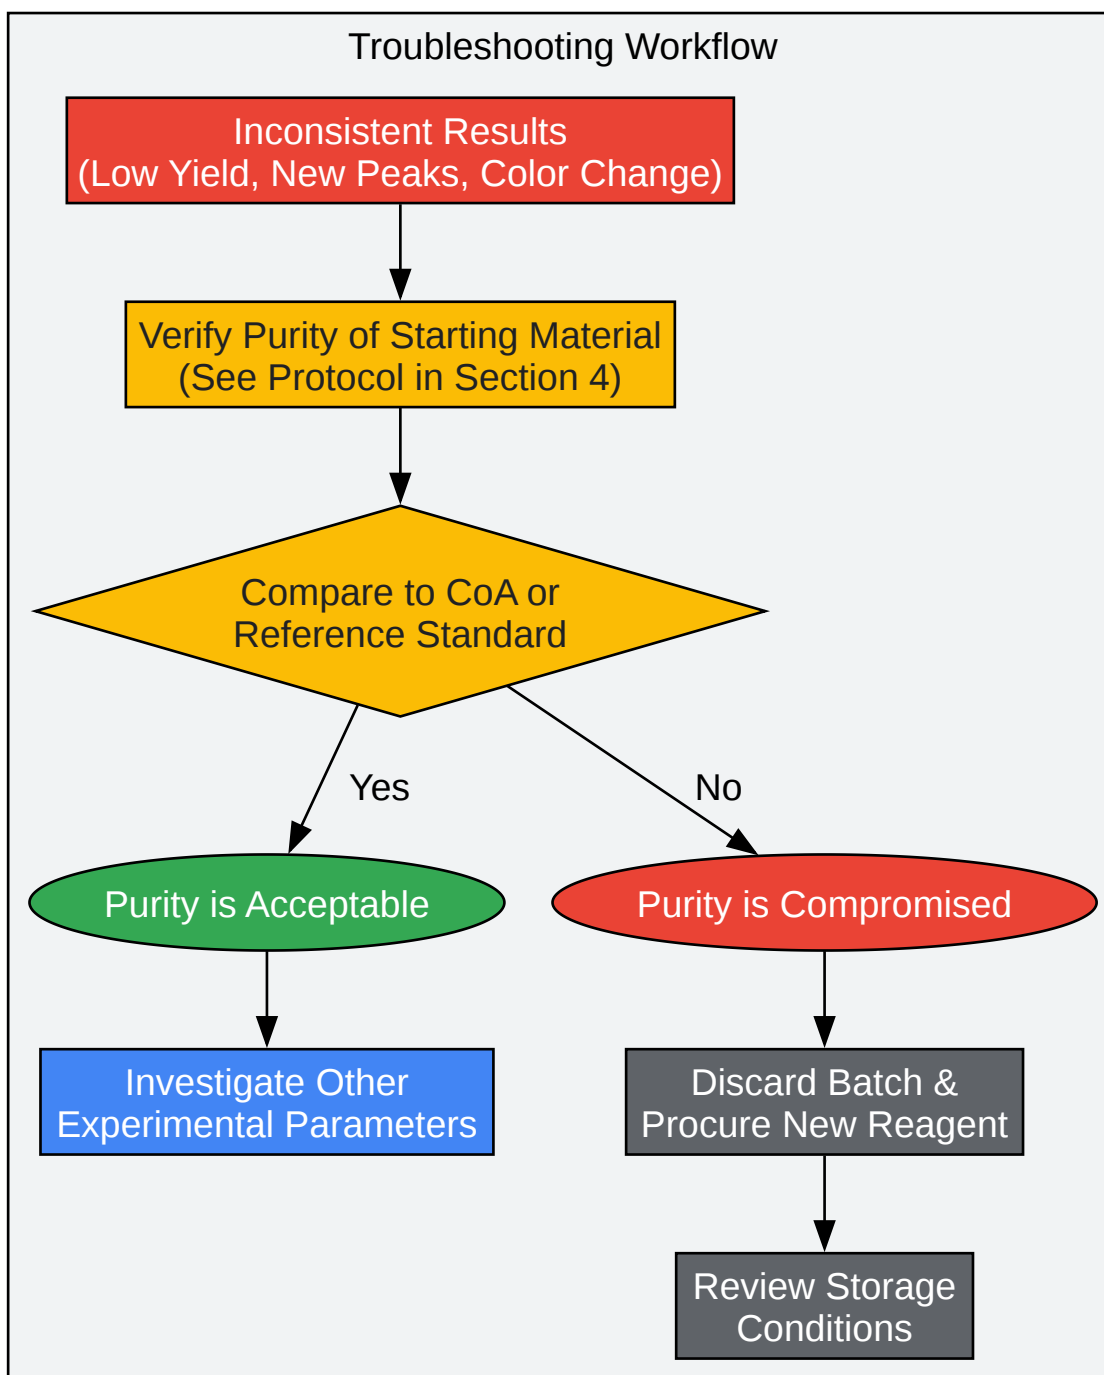 Troubleshooting Workflow
Inconsistent Results
(Low Yield, New Peaks, Color Change)
Verify Purity of Starting Material
(See Protocol in Section 4)
Compare to CoA or
Reference Standard
Yes
No
Purity is Acceptable
Purity is Compromised
Investigate Other
Experimental Parameters
Discard Batch &
Procure New Reagent
Review Storage
Conditions